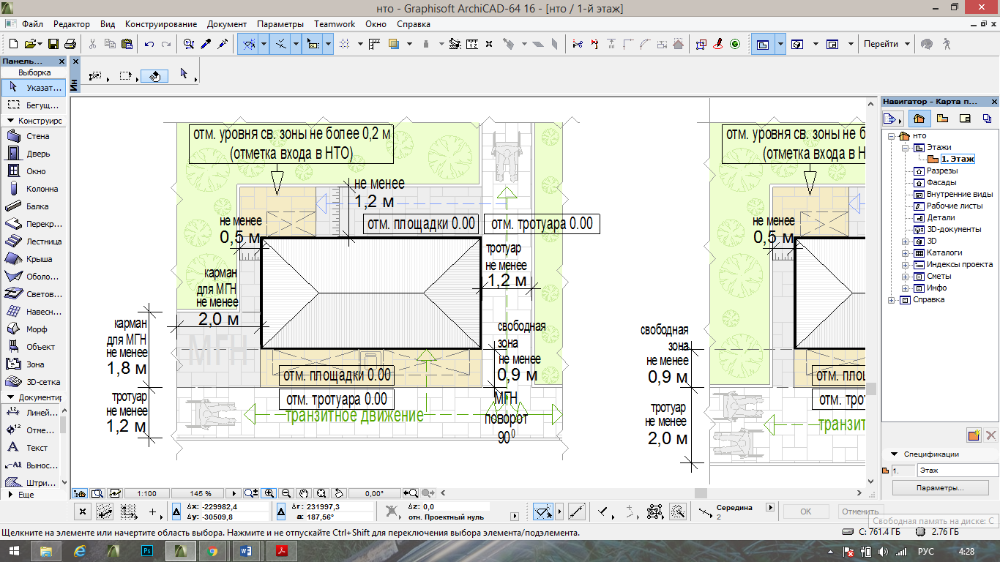 нто - Graphisoft ArchiCAD-64 16 - [нто / 1-й этаж]
Файл Редактор Вид Конструирование Документ Параметры Teamwork Окно Справка
Перейти
Панель...
Выборка
Указат...
Бегущ...
Конструирс
Стена
Дверь
Окно
Колонна
Балка
Перекр...
Лестница
Крыша
Оболо...
Светов...
Навесн...
Морф
Объект
Зона
3D-сетка
Документир
Линей...
Отме...
Текст
Вынос...
Штри...
Еще
Ин
отм. уровня св. зоны не более 0,2 м
(отметка входа в НТО)
не менее
1,2 м
не менее
0,5 м
отм. площадки 0.00
отм. тротуара 0.00
тротуар
не менее
1,2 м
карман
для МГН
не менее
2,0 м
карман
для МГН
не менее
1,8 м
МГН
свободная
зона
не менее
0,9 м
отм. площадки 0.00
отм. тротуара 0.00
тротуар
не менее
1,2 м
транзитное движение
МГН
поворот
90⁰
отм. уровня св. зоны не б
(отметка входа в Н
не менее
0,5 м
свободная
зона
не менее
0,9 м
отм. площ
отм. тро
тротуар
не менее
2,0 м
транзит
Навигатор - Карта п...
нто
Этажи
1. Этаж
Разрезы
Фасады
Внутренние виды
Рабочие листы
Детали
3D-документы
3D
Каталоги
Индексы проекта
Сметы
Инфо
Справка
Спецификации
1. Этаж
Параметры...
1:100 145 % 0,00°
Δx: -229982,4
Δy: -30509,8
Δr: 231997,3
a: 187,56°
Δz: 0,0
отн. Проектный нуль
Середина
2
OK Отменить
Свободная память на диске: C
Щелкните на элементе или начертите область выбора. Нажмите и не отпускайте Ctrl+Shift для переключения выбора элемента/подэлемента.
C: 761.4 ГБ 2.76 ГБ
РУС 4:28